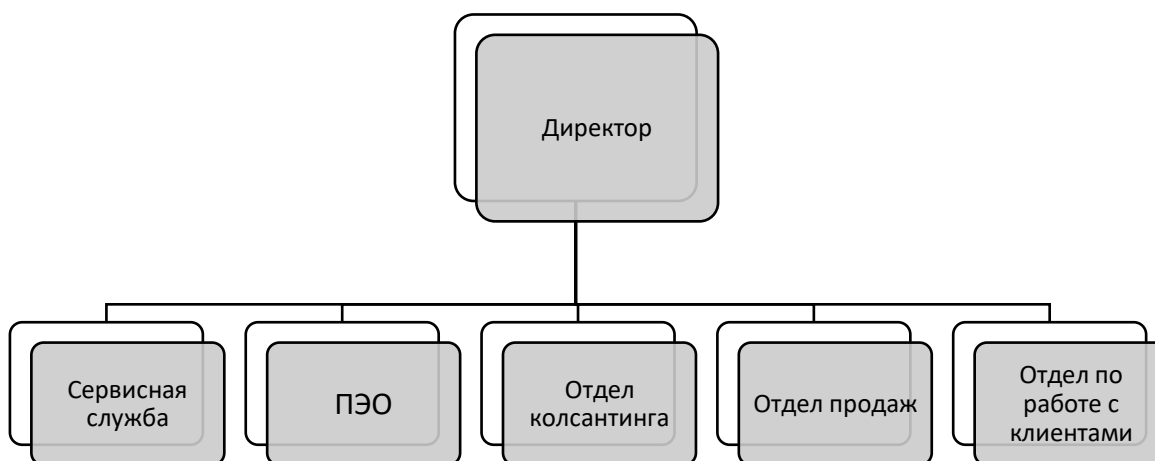 Директор
Сервисная
служба
ПЭО
Отдел
колсантинга
Отдел продаж
Отдел по
работе с
клиентами